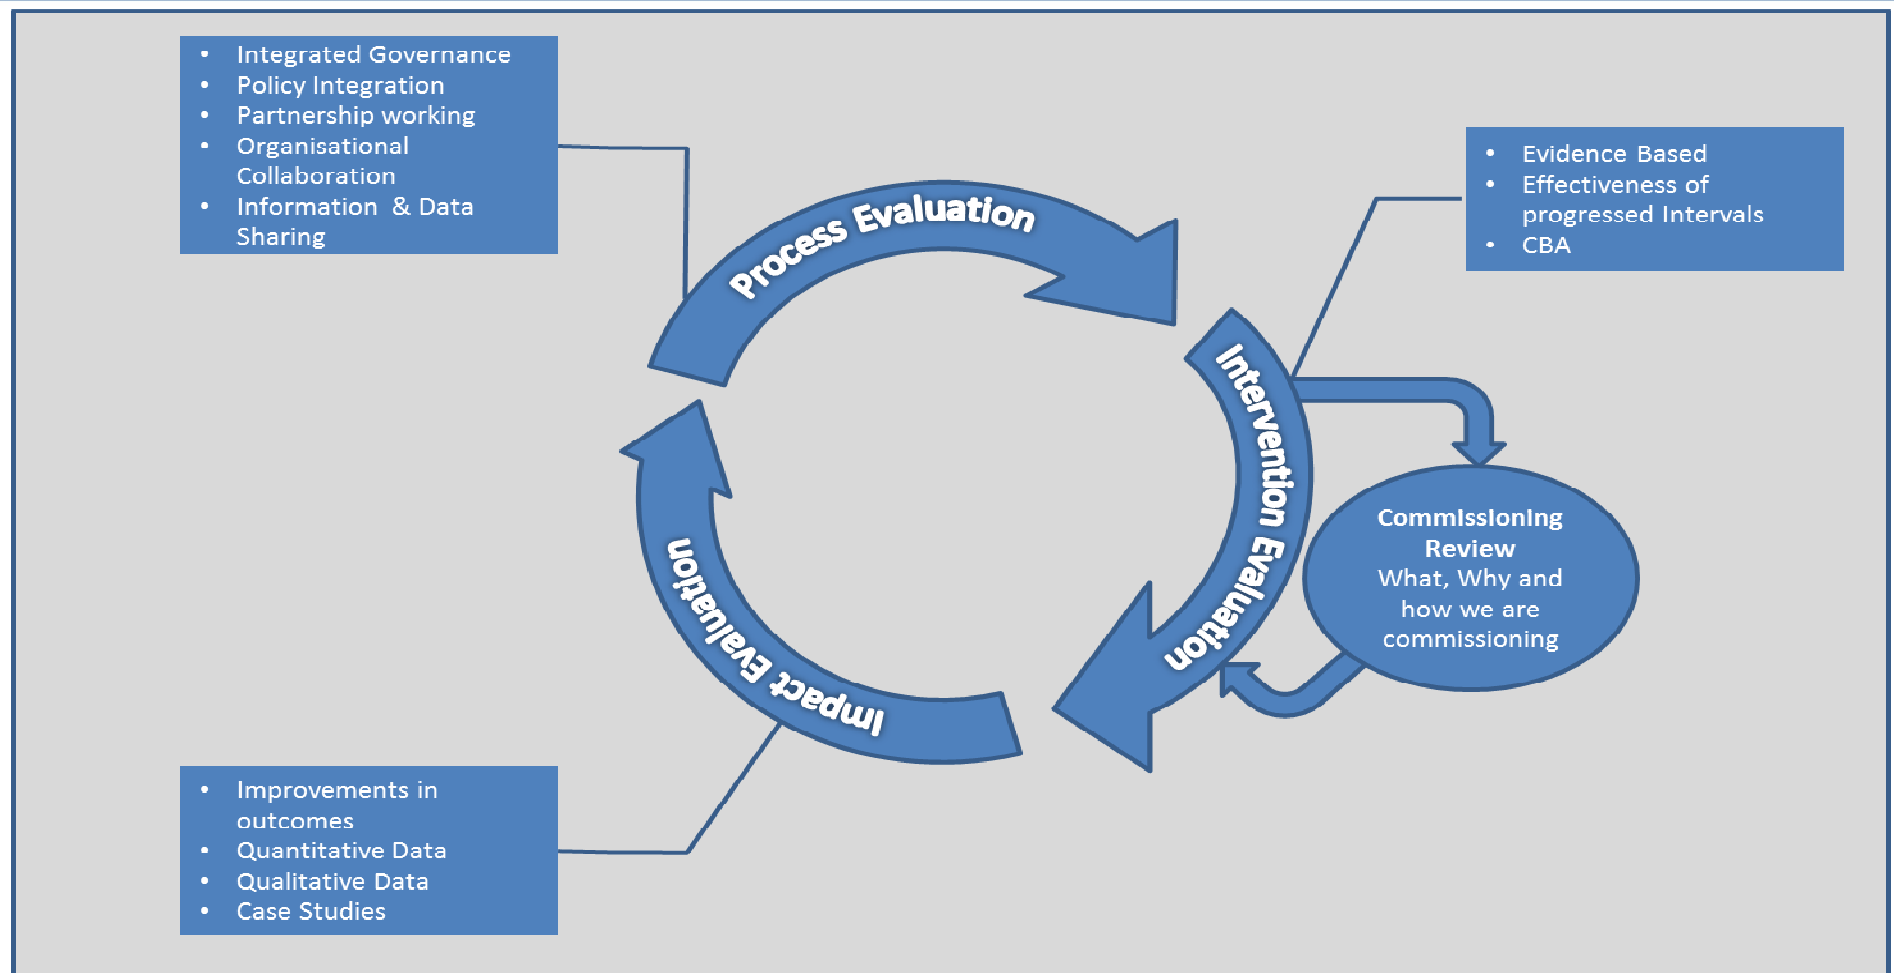 • Integrated Governance
• Policy Integration
• Partnership working
• Organisational
Collaboration
• Information & Data
Sharing
Process Evaluation
• Evidence Based
• Effectiveness of
progressed Intervals
• CBA
Intervention Evaluation
Commissioning
Review
What, Why and
how we are
commissioning
Impact Evaluation
• Improvements in
outcomes
• Quantitative Data
• Qualitative Data
• Case Studies